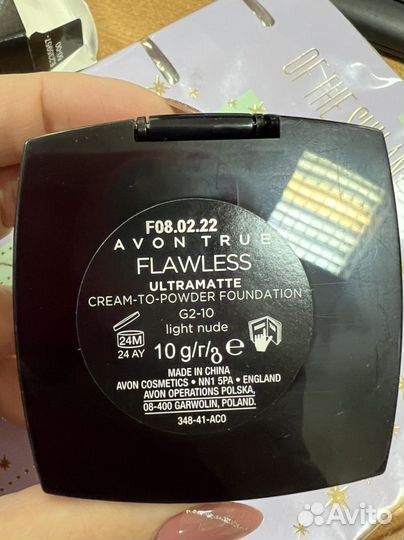 OF THE
F08.02.22
AVON TRUE
FLAWLESS
ULTRAMATTE
CREAM-TO-POWDER FOUNDATION
G2-10
light nude
24M
24 AY
10 g/г/გ e
MADE IN CHINA
AVON COSMETICS • NN1 5PA • ENGLAND
AVON OPERATIONS POLSKA,
08-400 GARWOLIN, POLAND.
348-41-ACO
Avito